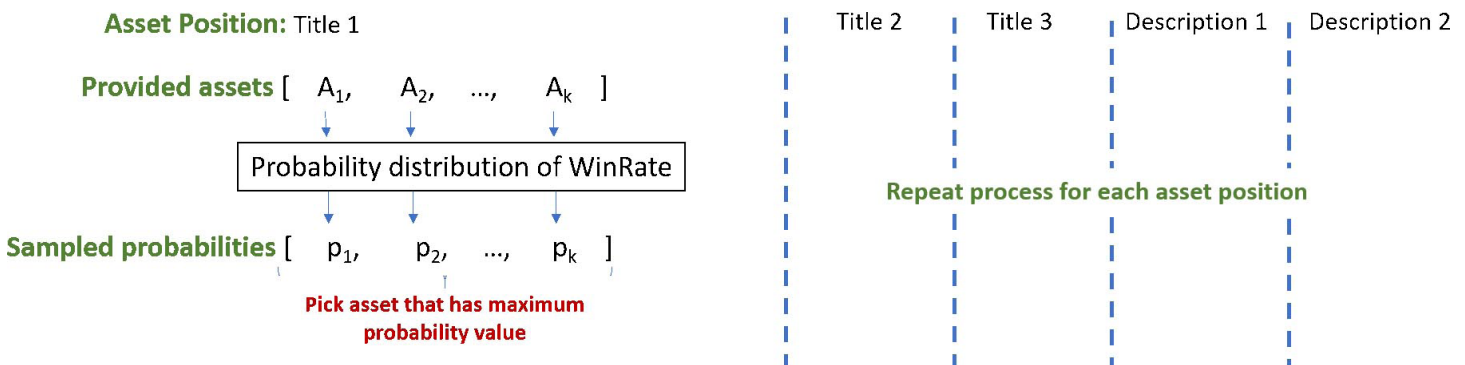 Asset Position: Title 1
Title 2
Title 3
Description 1
Description 2
Provided assets [ A₁, A₂, ..., Aₖ ]
Probability distribution of WinRate
Repeat process for each asset position
Sampled probabilities [ p₁, p₂, ..., pₖ ]
Pick asset that has maximum
probability value